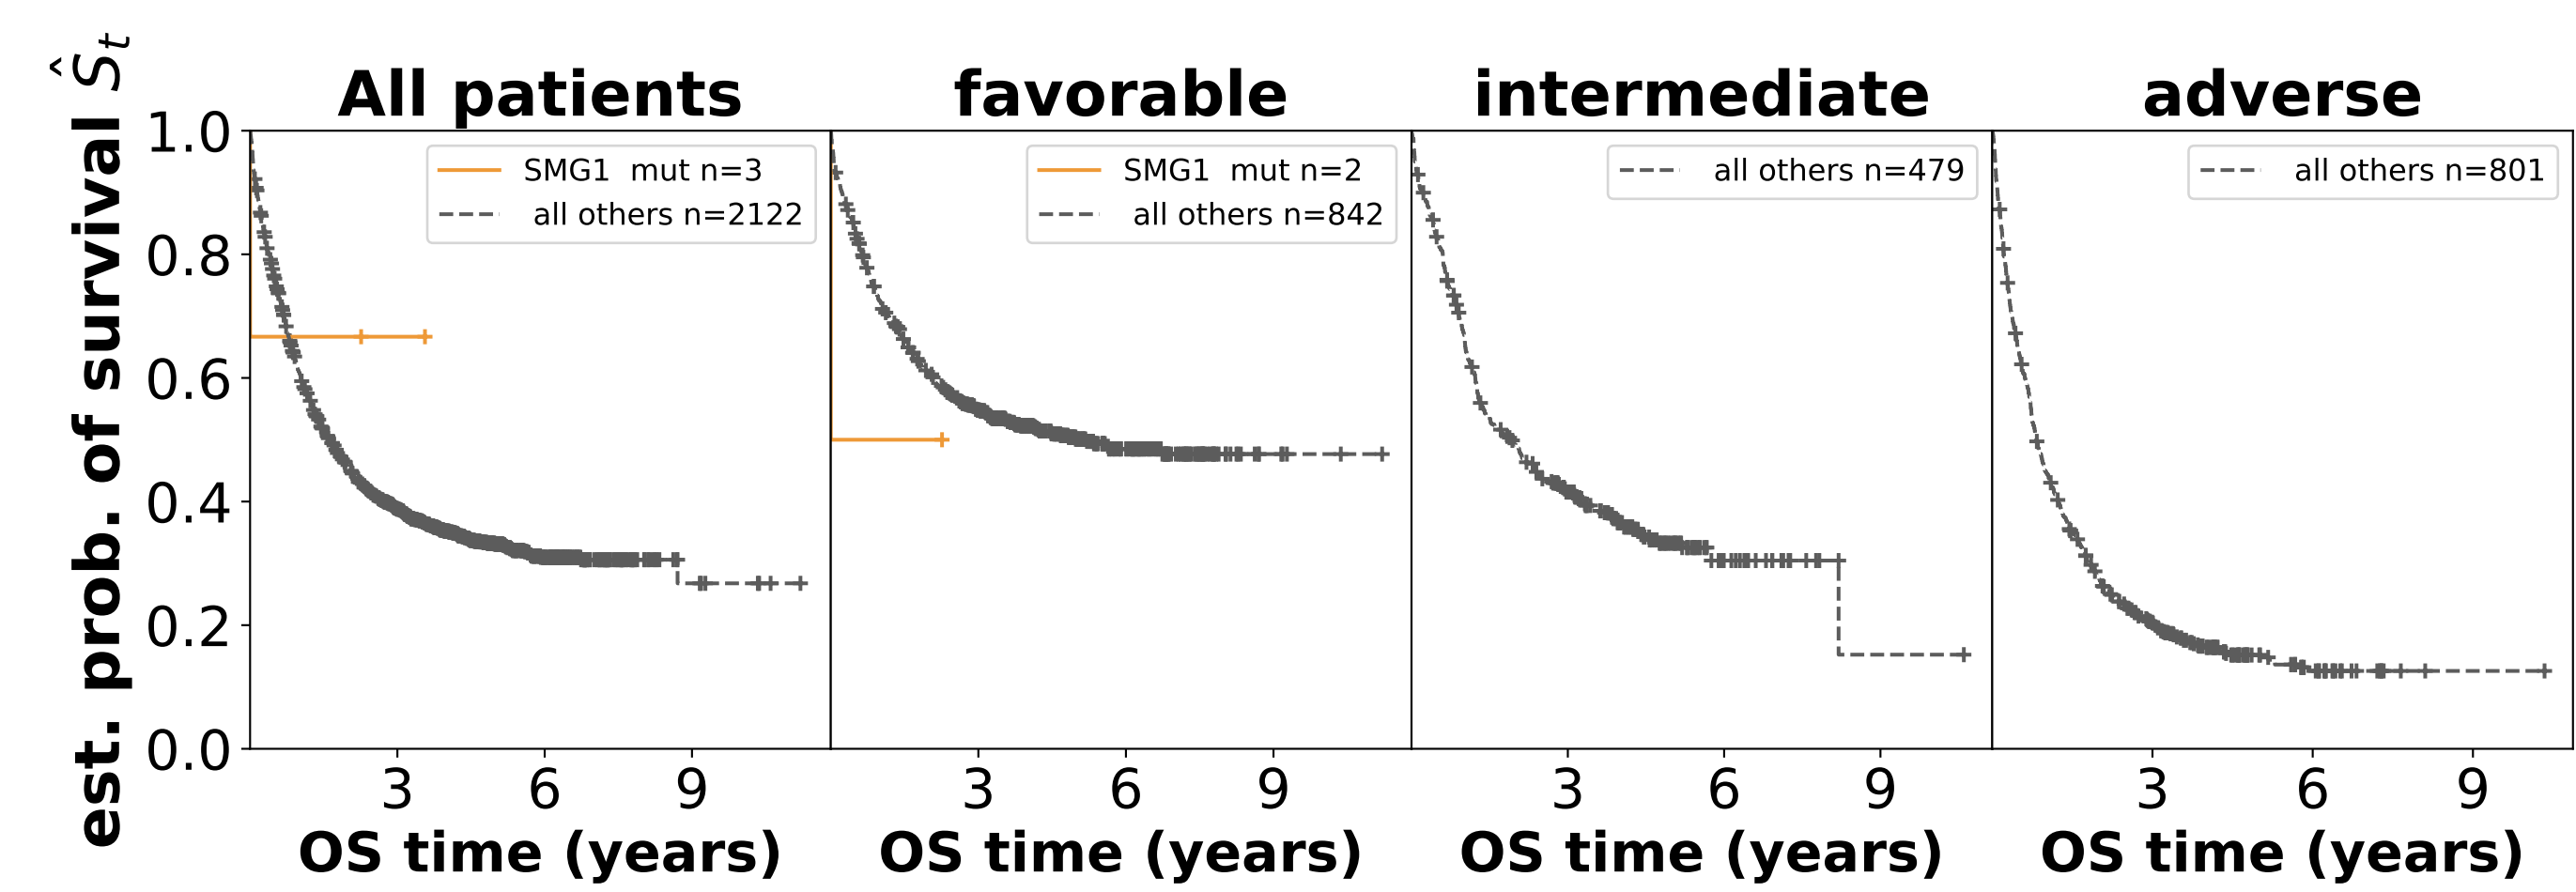 est. prob. of survival Ŝt
All patients
favorable
intermediate
adverse
SMG1  mut n=3
all others n=2122
SMG1  mut n=2
all others n=842
all others n=479
all others n=801
1.0
0.8
0.6
0.4
0.2
0.0
3 6 9
3 6 9
3 6 9
3 6 9
OS time (years)
OS time (years)
OS time (years)
OS time (years)